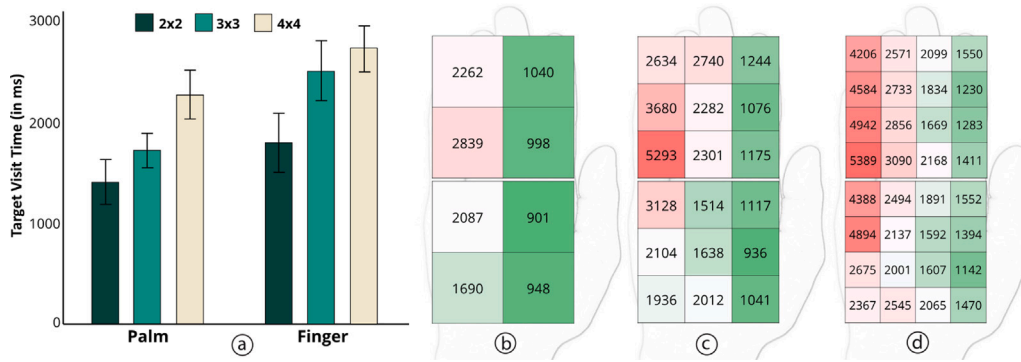 Target Visit Time (in ms)
3000
2000
1000
0
2x2 3x3 4x4
Palm Finger
a
2262 1040
2839 998
2087 901
1690 948
b
2634 2740 1244
3680 2282 1076
5293 2301 1175
3128 1514 1117
2104 1638 936
1936 2012 1041
c
4206 2571 2099 1550
4584 2733 1834 1230
4942 2856 1669 1283
5389 3090 2168 1411
4388 2494 1891 1552
4894 2137 1592 1394
2675 2001 1607 1142
2367 2545 2065 1470
d